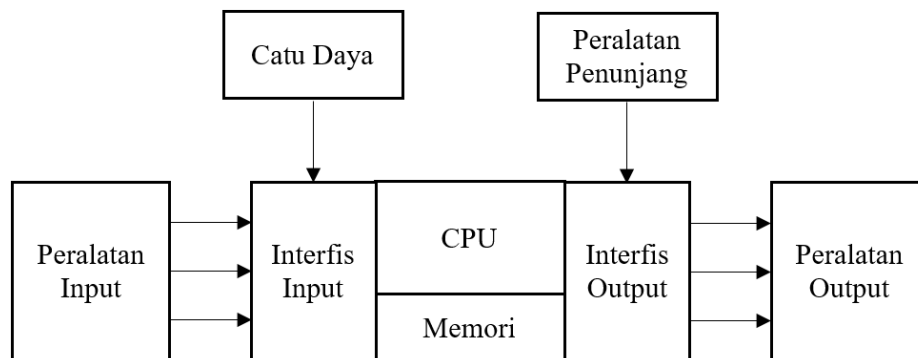 Catu Daya
Peralatan
Penunjang
Peralatan
Input
Interfis
Input
CPU
Memori
Interfis
Output
Peralatan
Output